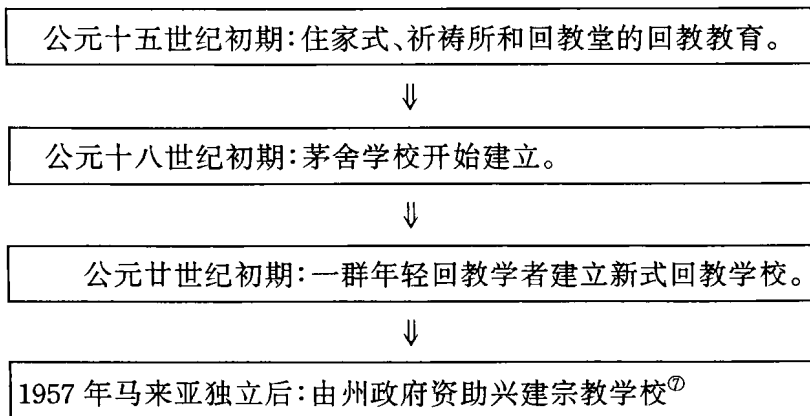 公元十五世纪初期:住家式、祈祷所和回教堂的回教教育。
⇓
公元十八世纪初期:茅舍学校开始建立。
⇓
公元廿世纪初期:一群年轻回教学者建立新式回教学校。
⇓
1957年马来亚独立后:由州政府资助兴建宗教学校⑦